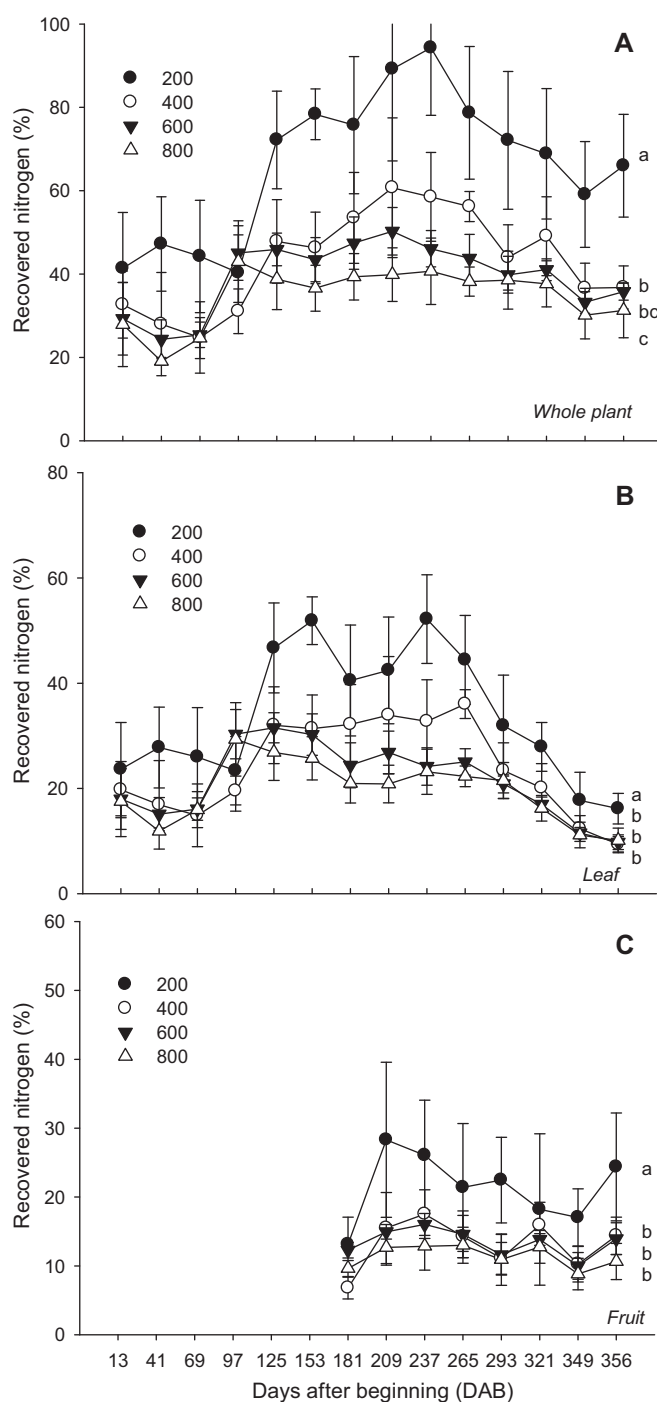 100
80
60
40
20
0
Recovered nitrogen (%)
200
400
600
800
A
a
b
bc
c
Whole plant
80
60
40
20
0
Recovered nitrogen (%)
200
400
600
800
B
a
b
b
b
Leaf
60
50
40
30
20
10
0
Recovered nitrogen (%)
200
400
600
800
C
a
b
b
b
Fruit
13 41 69 97 125 153 181 209 237 265 293 321 349 356
Days after beginning (DAB)